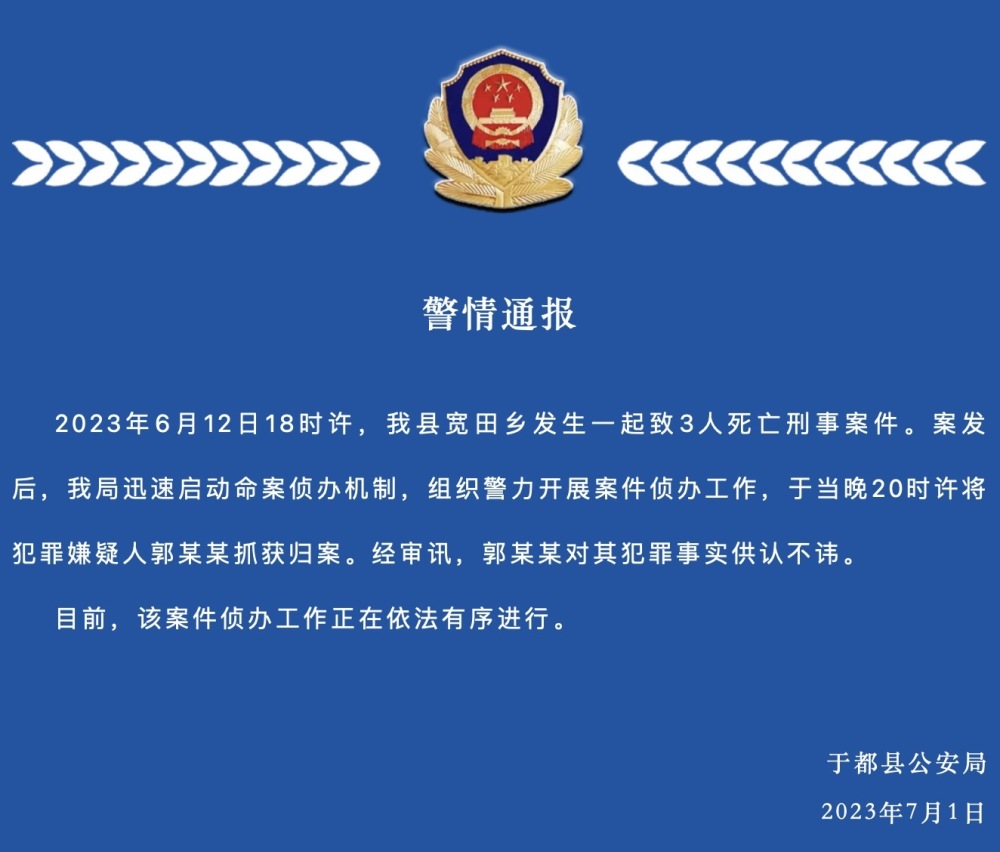 警情通报
2023年6月12日18时许，我县宽田乡发生一起致3人死亡刑事案件。案发
后，我局迅速启动命案侦办机制，组织警力开展案件侦办工作，于当晚20时许将
犯罪嫌疑人郭某某抓获归案。经审讯，郭某某对其犯罪事实供认不讳。
目前，该案件侦办工作正在依法有序进行。
于都县公安局
2023年7月1日